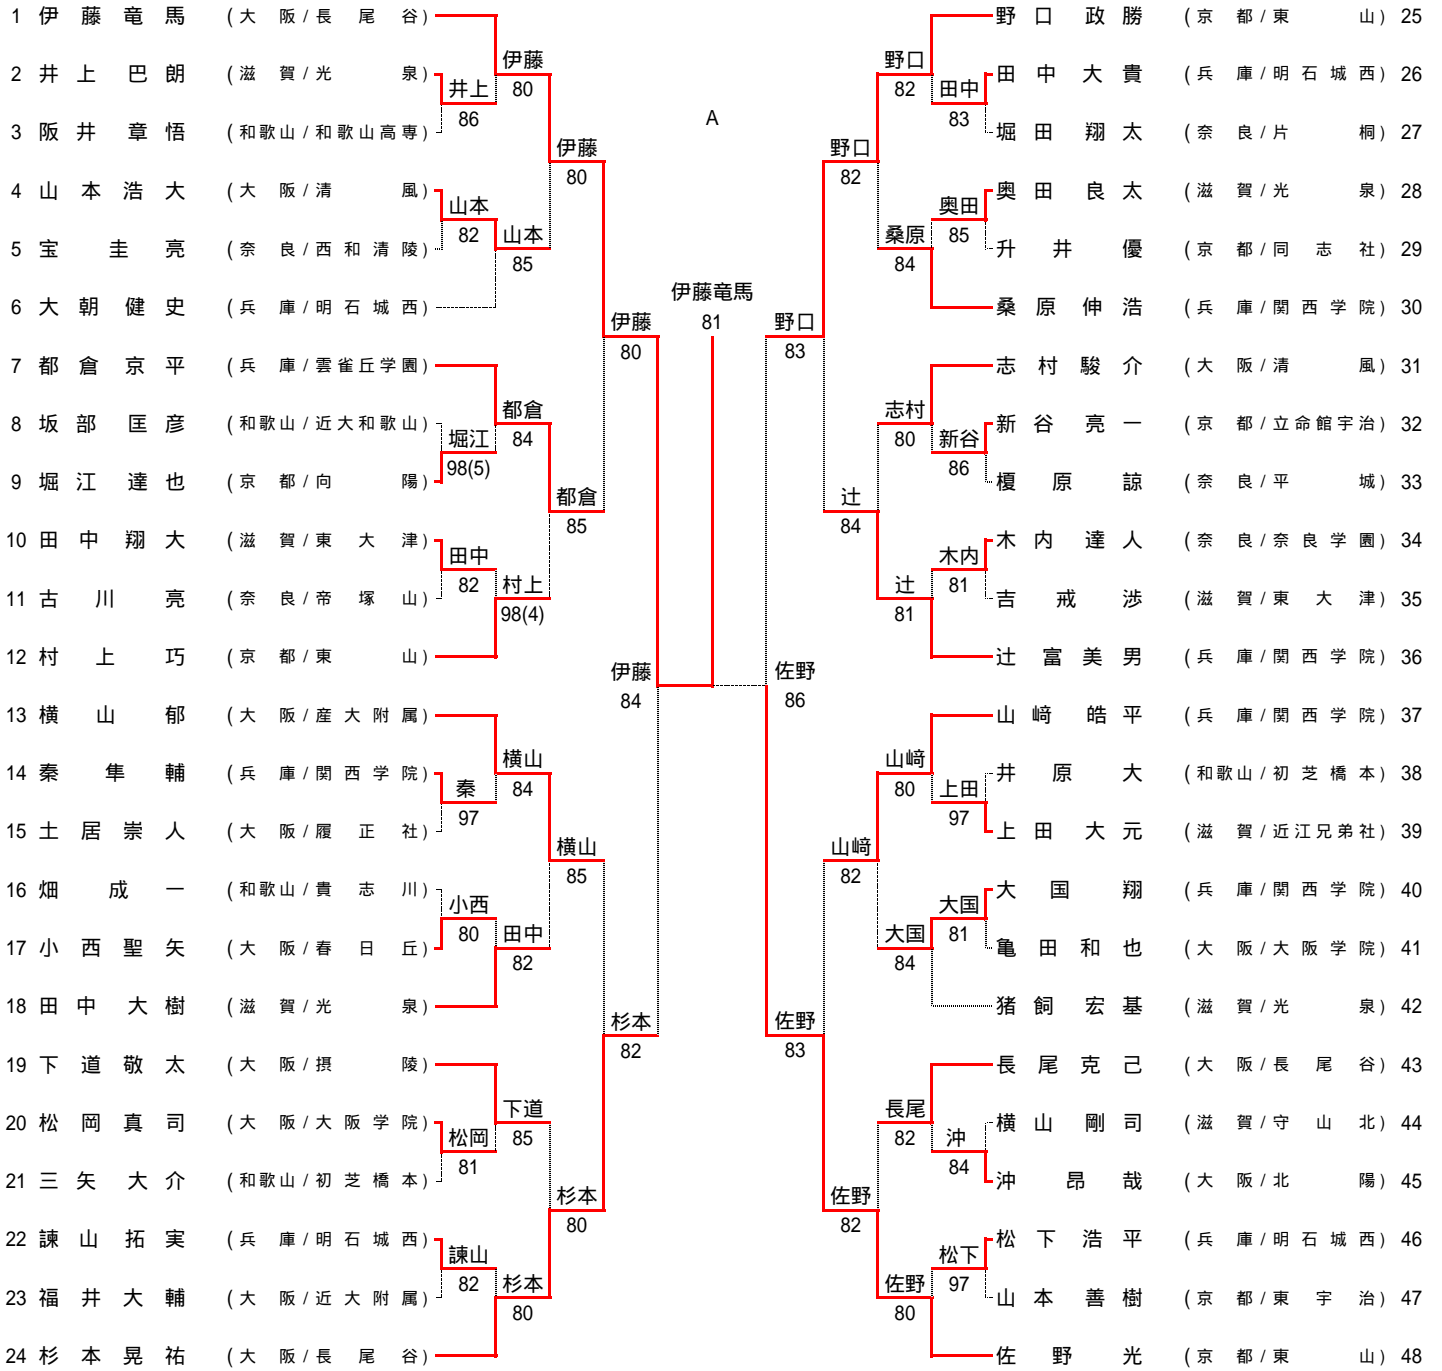 1 伊藤竜馬 (大阪/長尾谷)
2 井上巴朗 (滋賀/光泉)
3 阪井章悟 (和歌山/和歌山高専)
4 山本浩大 (大阪/清風)
5 宝圭亮 (奈良/西和清陵)
6 大朝健史 (兵庫/明石城西)
7 都倉京平 (兵庫/雲雀丘学園)
8 坂部匡彦 (和歌山/近大和歌山)
9 堀江達也 (京都/向陽)
10 田中翔大 (滋賀/東大津)
11 古川亮 (奈良/帝塚山)
12 村上巧 (京都/東山)
13 横山郁 (大阪/産大附属)
14 秦隼輔 (兵庫/関西学院)
15 土居崇人 (大阪/履正社)
16 畑成一 (和歌山/貴志川)
17 小西聖矢 (大阪/春日丘)
18 田中大樹 (滋賀/光泉)
19 下道敬太 (大阪/摂陵)
20 松岡真司 (大阪/大阪学院)
21 三矢大介 (和歌山/初芝橋本)
22 諫山拓実 (兵庫/明石城西)
23 福井大輔 (大阪/近大附属)
24 杉本晃祐 (大阪/長尾谷)
井上
86
山本
82
堀江
98(5)
田中
82
秦
97
小西
80
松岡
81
諫山
82
伊藤
80
山本
85
都倉
84
村上
98(4)
横山
84
田中
82
下道
85
杉本
80
伊藤
80
都倉
85
横山
85
杉本
80
伊藤
80
杉本
82
伊藤
84
A
伊藤竜馬
81
佐野
86
野口
83
佐野
83
野口
82
辻
84
山﨑
82
佐野
82
野口
82
桑原
84
志村
80
辻
81
山﨑
80
大国
84
長尾
82
佐野
80
田中
83
奥田
85
新谷
86
木内
81
上田
97
大国
81
沖
84
松下
97
野口政勝 (京都/東山) 25
田中大貴 (兵庫/明石城西) 26
堀田翔太 (奈良/片桐) 27
奥田良太 (滋賀/光泉) 28
升井優 (京都/同志社) 29
桑原伸浩 (兵庫/関西学院) 30
志村駿介 (大阪/清風) 31
新谷亮一 (京都/立命館宇治) 32
榎原諒 (奈良/平城) 33
木内達人 (奈良/奈良学園) 34
吉戒渉 (滋賀/東大津) 35
辻富美男 (兵庫/関西学院) 36
山﨑皓平 (兵庫/関西学院) 37
井原大 (和歌山/初芝橋本) 38
上田大元 (滋賀/近江兄弟社) 39
大国翔 (兵庫/関西学院) 40
亀田和也 (大阪/大阪学院) 41
猪飼宏基 (滋賀/光泉) 42
長尾克己 (大阪/長尾谷) 43
横山剛司 (滋賀/守山北) 44
沖昂哉 (大阪/北陽) 45
松下浩平 (兵庫/明石城西) 46
山本善樹 (京都/東宇治) 47
佐野光 (京都/東山) 48